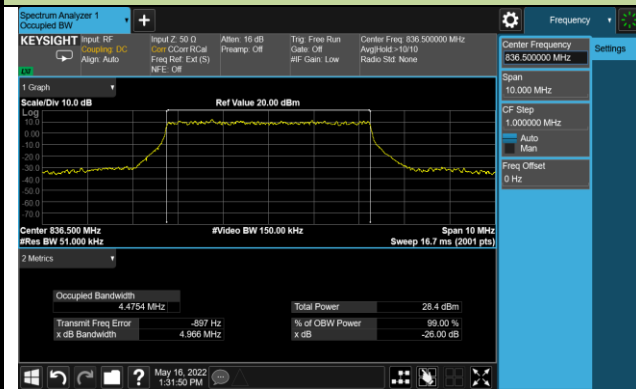 Spectrum Analyzer 1
Occupied BW
Frequency
KEYSIGHT
Input: RF
Coupling: DC
Align: Auto
Input Z: 50 Ω
Corr CCorr RCal
Freq Ref: Ext (S)
NFE: Off
Atten: 16 dB
Preamp: Off
Trig: Free Run
Gate: Off
#IF Gain: Low
Center Freq: 836.500000 MHz
Avg|Hold:>10/10
Radio Std: None
Center Frequency
836.500000 MHz
Settings
Span
10.000 MHz
CF Step
1.000000 MHz
Auto
Man
Freq Offset
0 Hz
1 Graph
Scale/Div 10.0 dB
Ref Value 20.00 dBm
Log
10.0
0.00
-10.0
-20.0
-30.0
-40.0
-50.0
-60.0
-70.0
Center 836.500 MHz
#Video BW 150.00 kHz
Span 10 MHz
#Res BW 51.000 kHz
Sweep 16.7 ms (2001 pts)
2 Metrics
Occupied Bandwidth
4.4754 MHz
Total Power 28.4 dBm
Transmit Freq Error -897 Hz
% of OBW Power 99.00 %
x dB Bandwidth 4.966 MHz
x dB -26.00 dB
May 16, 2022
1:31:50 PM